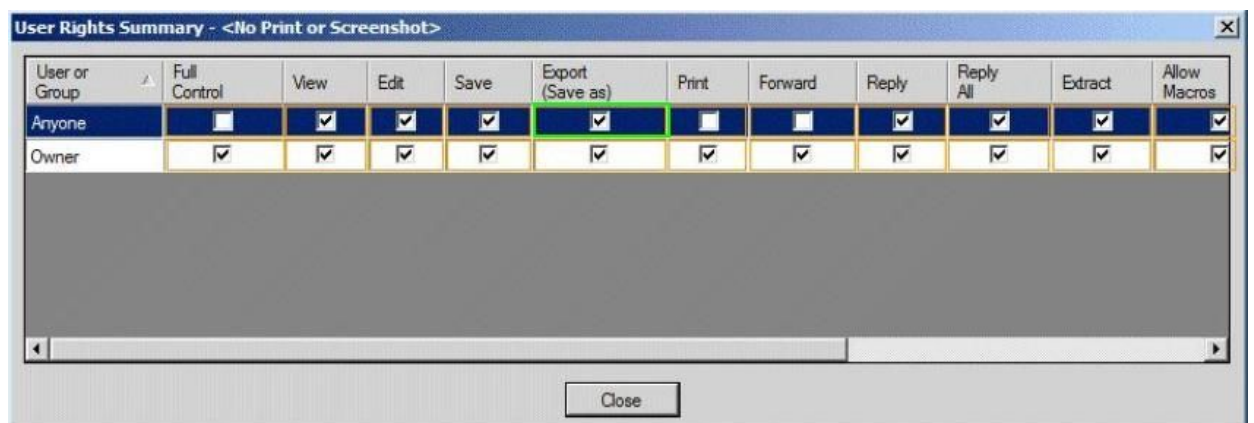 User Rights Summary - <No Print or Screenshot>
User or Group Full Control View Edit Save Export (Save as) Print Forward Reply Reply All Extract Allow Macros
Anyone
Owner
Close